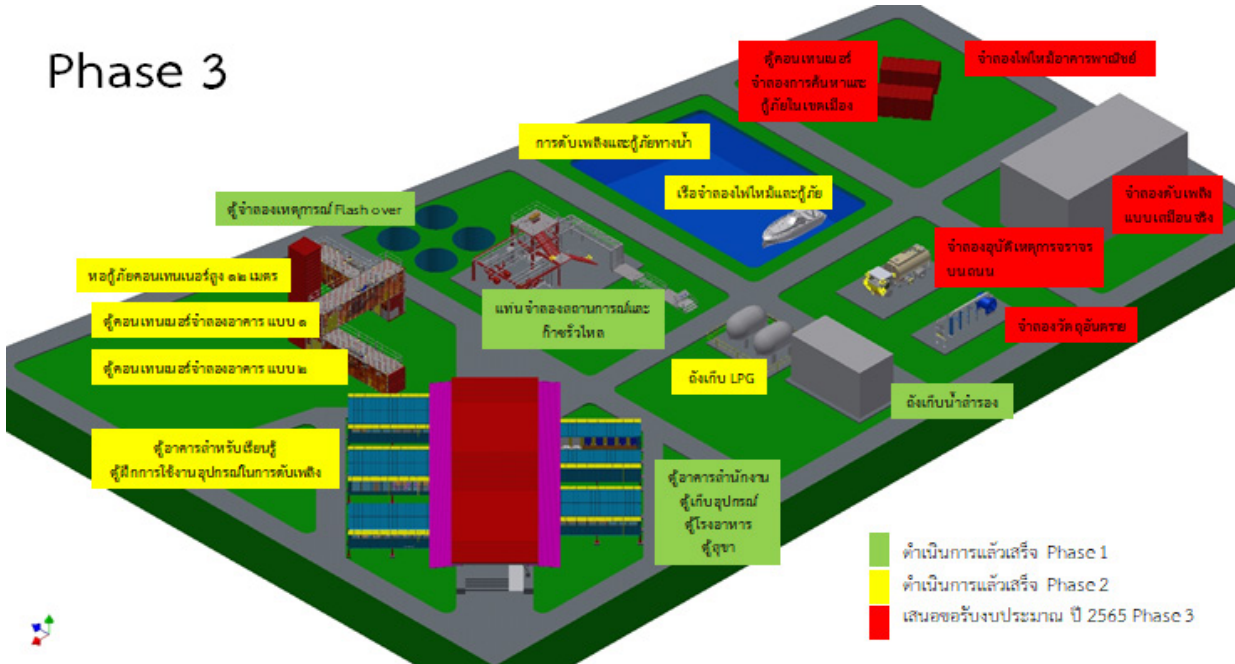 Phase 3
ตู้คอนเทนเนอร์
จำลองการค้นหาและ
กู้ภัยในเขตเมือง
จำลองไฟไหม้อาคารพาณิชย์
การดับเพลิงและกู้ภัยทางน้ำ
เรือจำลองไฟไหม้และกู้ภัย
จำลองดับเพลิง
แบบเสมือนจริง
ตู้จำลองเหตุการณ์ Flash over
จำลองอุบัติเหตุการจราจร
บนถนน
หอกู้ภัยคอนเทนเนอร์สูง ๑๒ เมตร
ตู้คอนเทนเนอร์จำลองอาคาร แบบ ๑
ตู้คอนเทนเนอร์จำลองอาคาร แบบ ๒
แท่นจำลองสถานการณ์และ
ก๊าซรั่วไหล
จำลองวัตถุอันตราย
ถังเก็บ LPG
ถังเก็บน้ำสำรอง
ตู้อาคารสำหรับเรียนรู้
ตู้ฝึกการใช้งานอุปกรณ์ในการดับเพลิง
ตู้อาคารสำนักงาน
ตู้เก็บอุปกรณ์
ตู้โรงอาหาร
ตู้สุขา
ดำเนินการแล้วเสร็จ Phase 1
ดำเนินการแล้วเสร็จ Phase 2
เสนอขอรับงบประมาณ ปี 2565 Phase 3